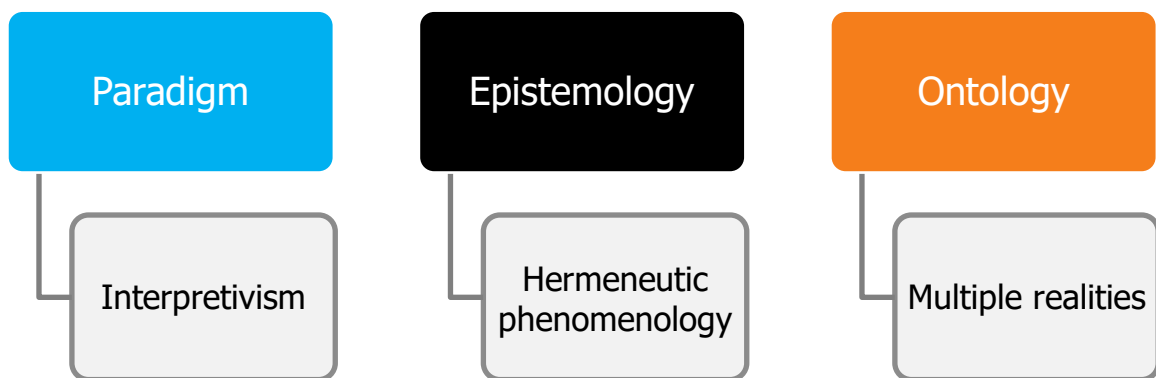 Paradigm
Epistemology
Ontology
Interpretivism
Hermeneutic
phenomenology
Multiple realities